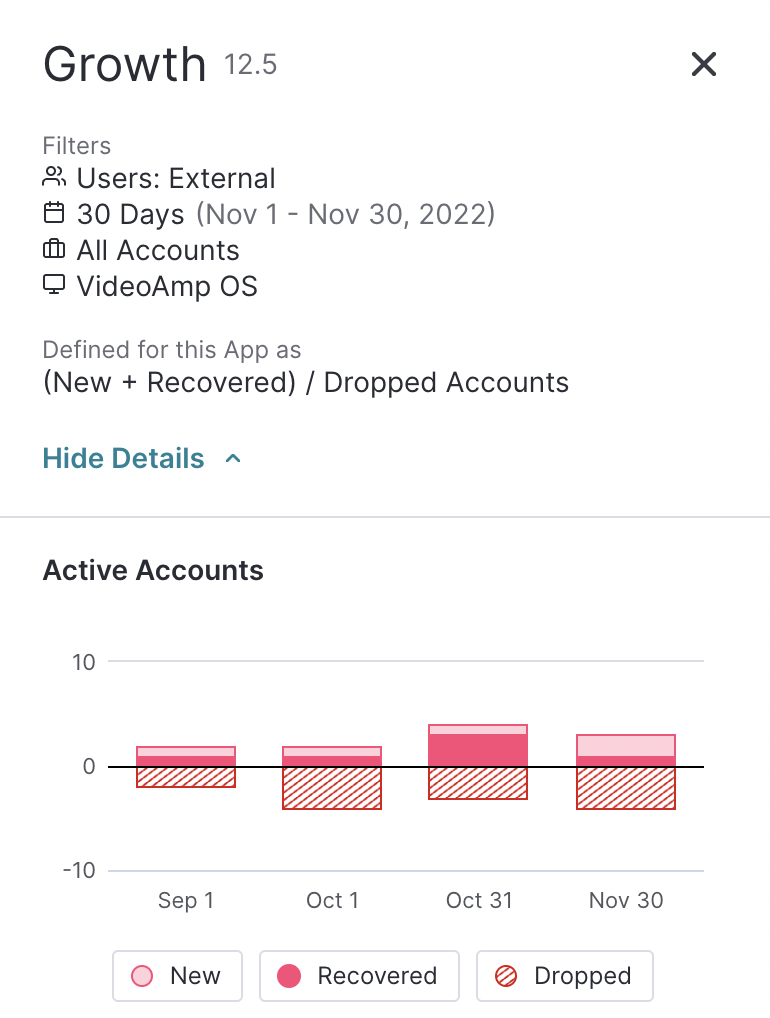 Growth 12.5
Filters
Users: External
30 Days (Nov 1 - Nov 30, 2022)
All Accounts
VideoAmp OS
Defined for this App as
(New + Recovered) / Dropped Accounts
Hide Details
Active Accounts
10
0
-10
Sep 1 Oct 1 Oct 31 Nov 30
New Recovered Dropped